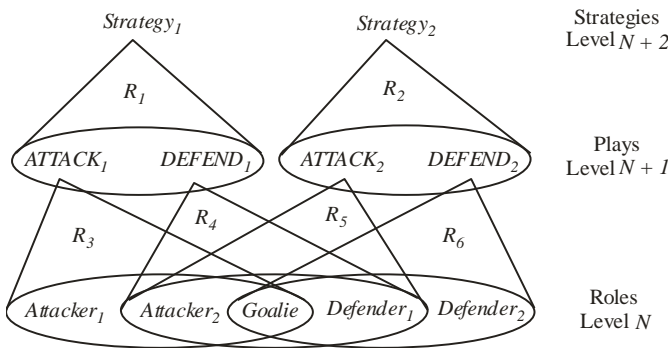 Strategy₁ Strategy₂ Strategies
Level N + 2
R₁ R₂
ATTACK₁ DEFEND₁ ATTACK₂ DEFEND₂ Plays
Level N + 1
R₃ R₄ R₅ R₆
Attacker₁ Attacker₂ Goalie Defender₁ Defender₂ Roles
Level N